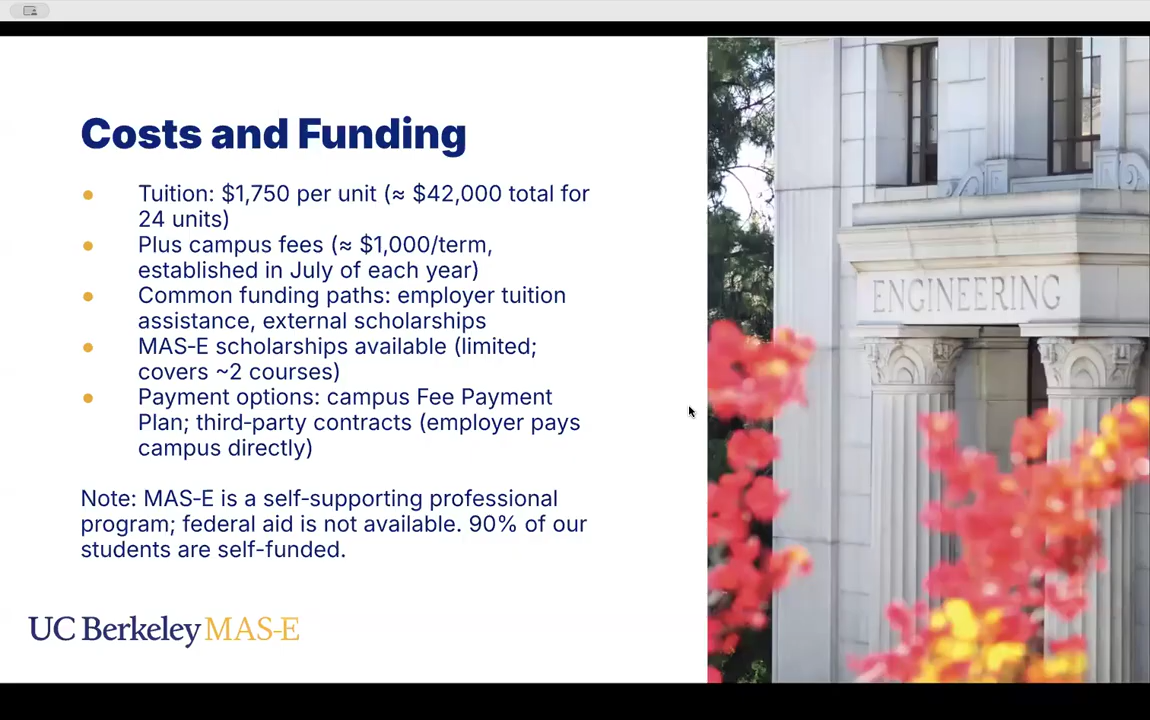 Costs and Funding
● Tuition: $1,750 per unit (≈ $42,000 total for
24 units)
● Plus campus fees (≈ $1,000/term,
established in July of each year)
● Common funding paths: employer tuition
assistance, external scholarships
● MAS-E scholarships available (limited;
covers ~2 courses)
● Payment options: campus Fee Payment
Plan; third-party contracts (employer pays
campus directly)
Note: MAS-E is a self-supporting professional
program; federal aid is not available. 90% of our
students are self-funded.
UC Berkeley MAS-E
ENGINEERING